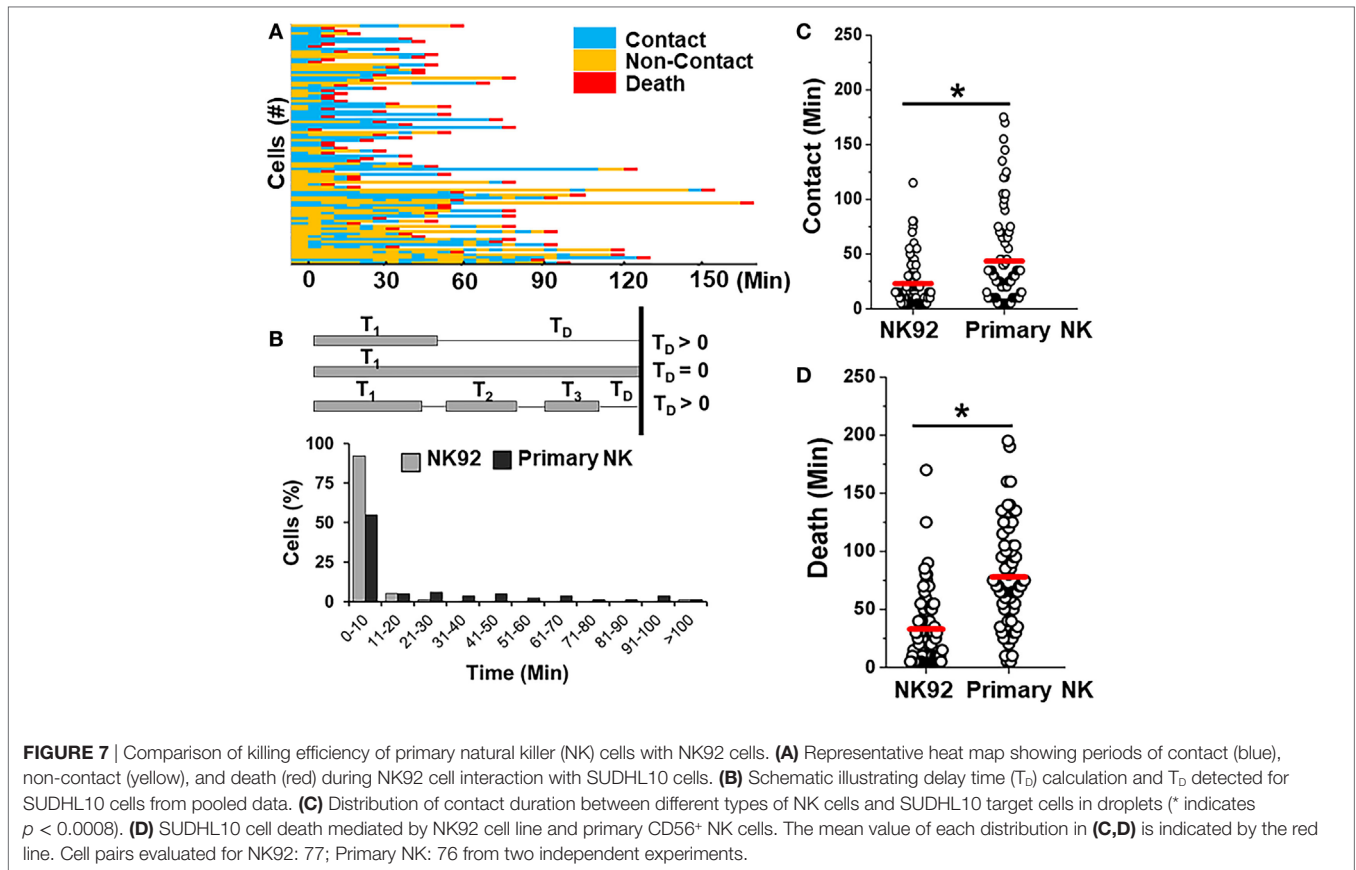 A
Contact
Non-Contact
Death
Cells (#)
0 30 60 90 120 150 (Min)
B
T1 TD TD > 0
T1 TD = 0
T1 T2 T3 TD TD > 0
NK92 Primary NK
Cells (%)
100
75
50
25
0
0-10 11-20 21-30 31-40 41-50 51-60 61-70 71-80 81-90 91-100 >100
Time (Min)
C
Contact (Min)
250
200
150
100
50
0
*
NK92 Primary NK
D
Death (Min)
250
200
150
100
50
0
*
NK92 Primary NK
FIGURE 7 | Comparison of killing efficiency of primary natural killer (NK) cells with NK92 cells. (A) Representative heat map showing periods of contact (blue),
non-contact (yellow), and death (red) during NK92 cell interaction with SUDHL10 cells. (B) Schematic illustrating delay time (TD) calculation and TD detected for
SUDHL10 cells from pooled data. (C) Distribution of contact duration between different types of NK cells and SUDHL10 target cells in droplets (* indicates
p < 0.0008). (D) SUDHL10 cell death mediated by NK92 cell line and primary CD56+ NK cells. The mean value of each distribution in (C,D) is indicated by the red
line. Cell pairs evaluated for NK92: 77; Primary NK: 76 from two independent experiments.